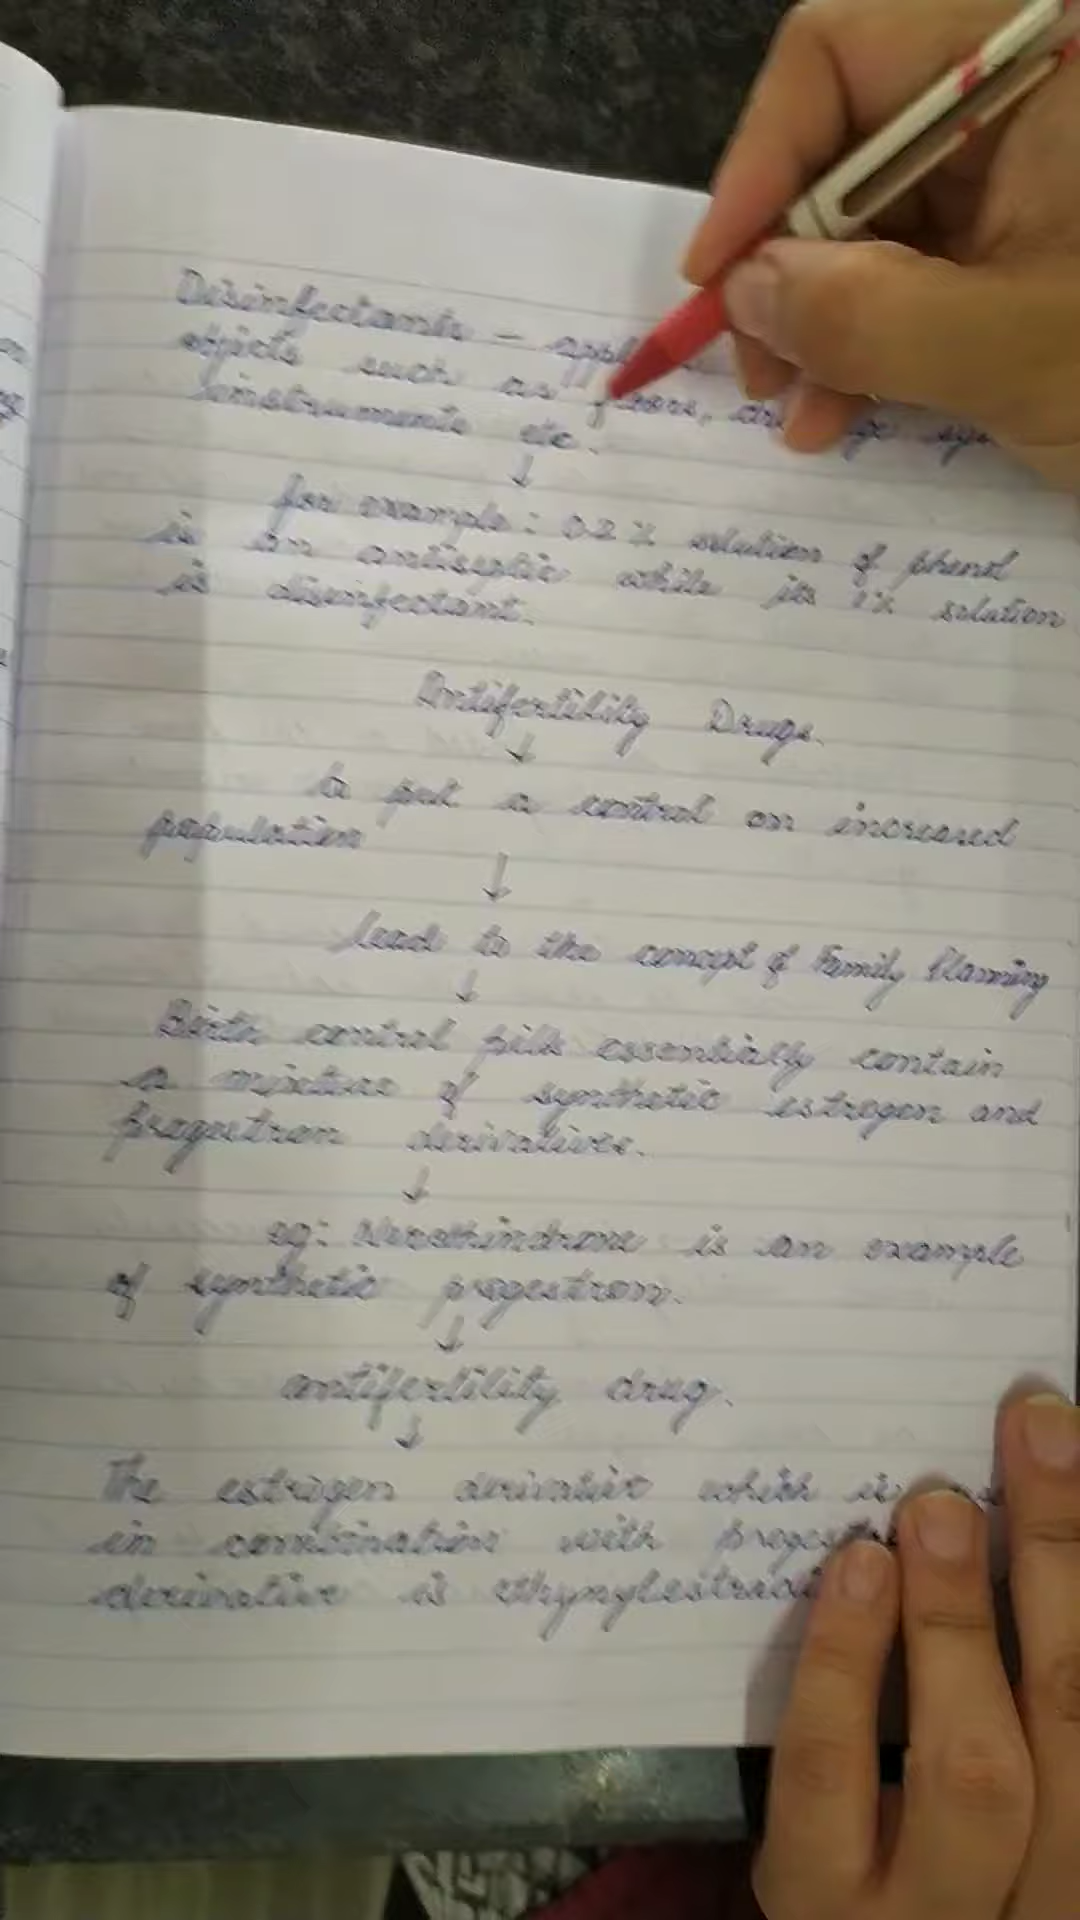 Disinfectants -
objects such as floors,
instruments etc.
↓
for example : 0.2 % solution of phenol
is an antiseptic while its 1% solution
is disinfectant.
Antifertility Drugs.
↓
to put a control on increased
population
↓
lead to the concept of Family Planning
↓
Birth control pills essentially contain
a mixture of synthetic estrogen and
derivatives.
↓
eg: Norethindrone is an example
of synthetic progestrom.
↓
antifertility drug.
↓
The estrogen derivative which is
in combination with
derivative is